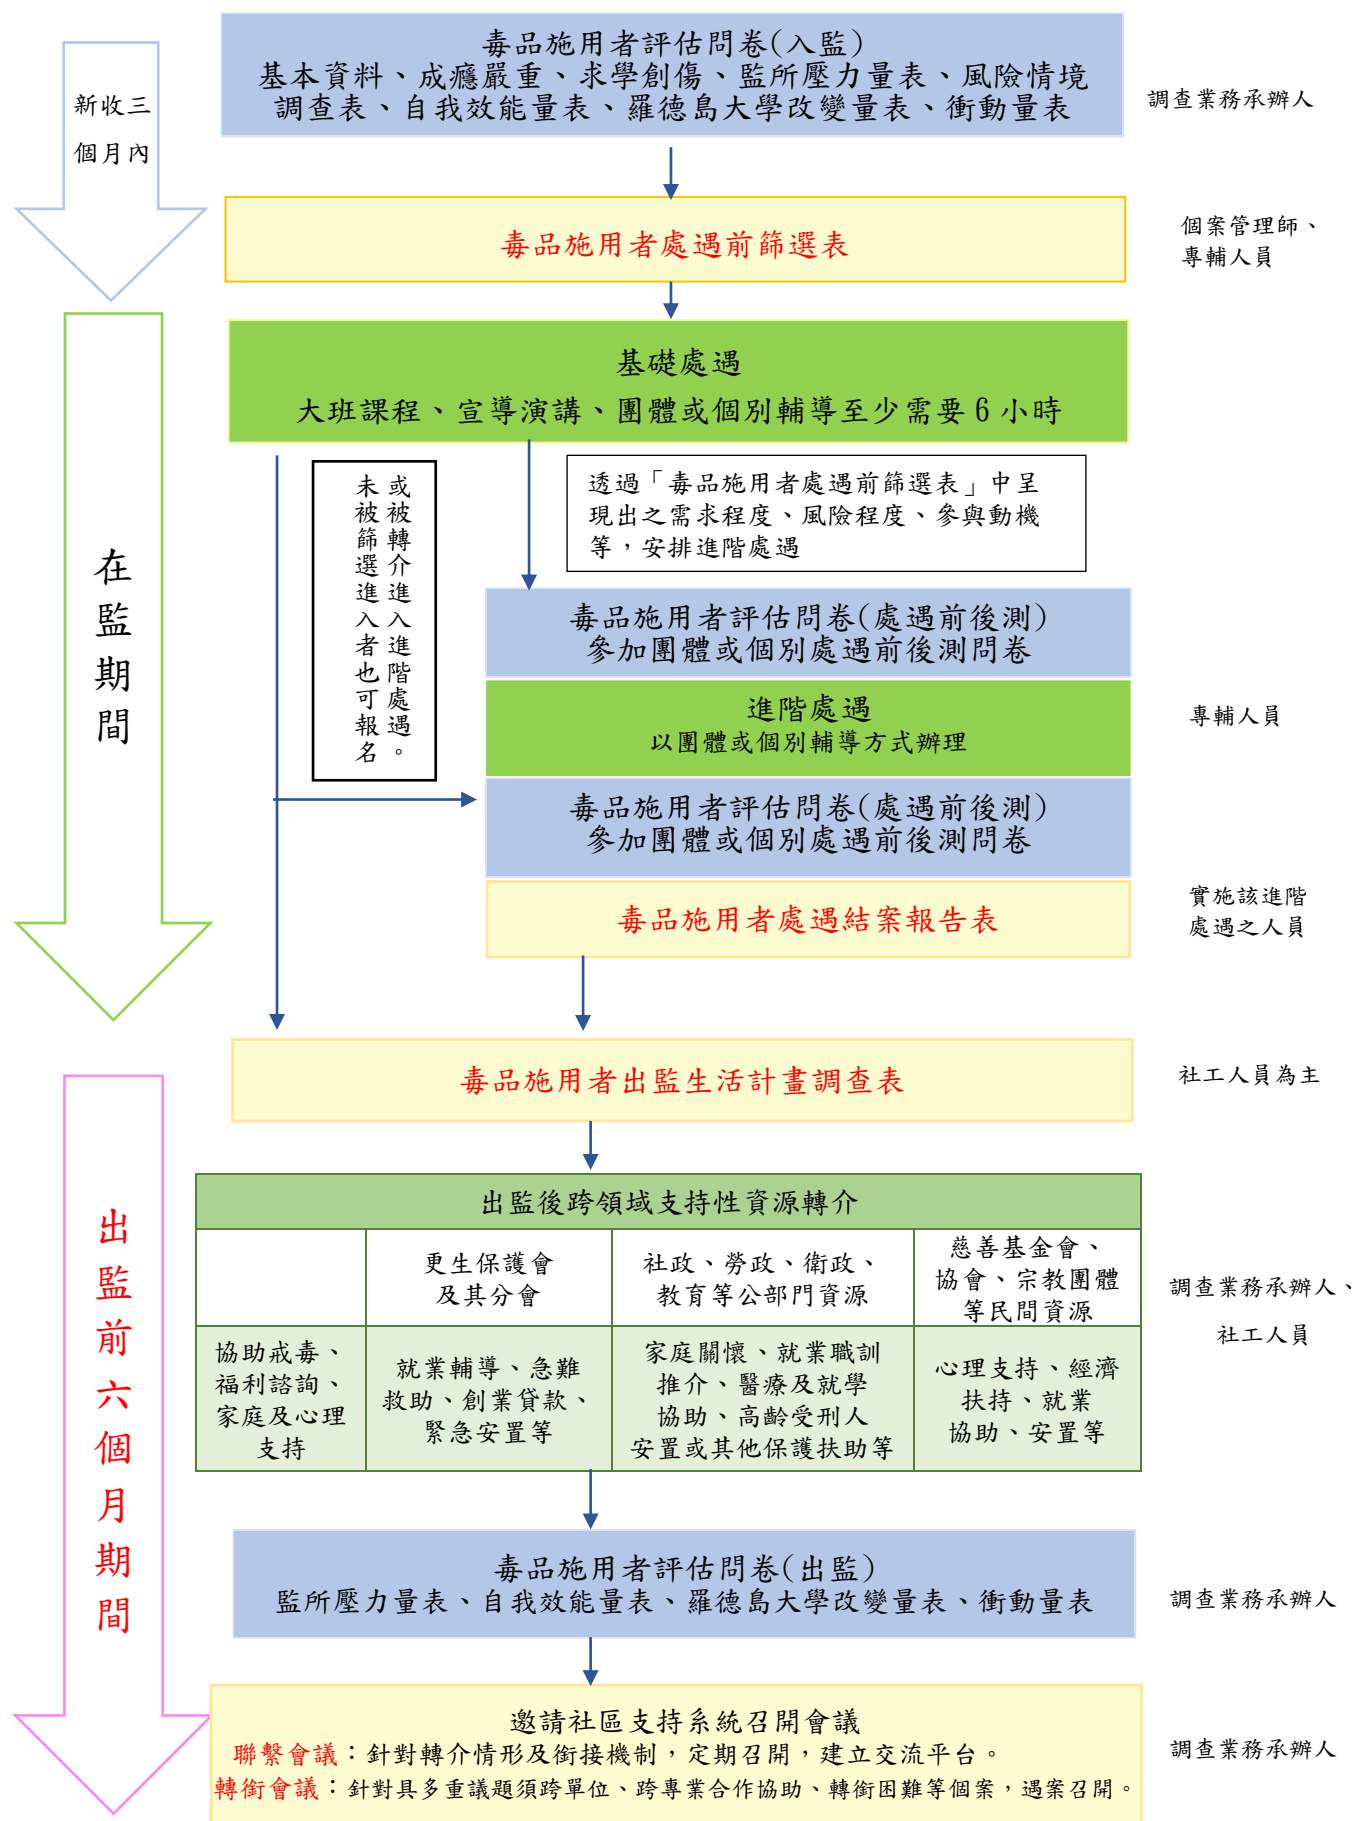 新收三
個月內
毒品施用者評估問卷(入監)
基本資料、成癮嚴重、求學創傷、監所壓力量表、風險情境
調查表、自我效能量表、羅德島大學改變量表、衝動量表
調查業務承辦人
毒品施用者處遇前篩選表
個案管理師、
專輔人員
在監期間
基礎處遇
大班課程、宣導演講、團體或個別輔導至少需要 6 小時
未被篩選進入者也可報名
或被轉介進入進階處遇。
透過「毒品施用者處遇前篩選表」中呈
現出之需求程度、風險程度、參與動機
等，安排進階處遇
毒品施用者評估問卷(處遇前後測)
參加團體或個別處遇前後測問卷
進階處遇
以團體或個別輔導方式辦理
專輔人員
毒品施用者評估問卷(處遇前後測)
參加團體或個別處遇前後測問卷
毒品施用者處遇結案報告表
實施該進階
處遇之人員
出監前六個月期間
毒品施用者出監生活計畫調查表
社工人員為主
出監後跨領域支持性資源轉介
更生保護會
及其分會
社政、勞政、衛政、
教育等公部門資源
慈善基金會、
協會、宗教團體
等民間資源
調查業務承辦人、
社工人員
協助戒毒、
福利諮詢、
家庭及心理
支持
就業輔導、急難
救助、創業貸款、
緊急安置等
家庭關懷、就業職訓
推介、醫療及就學
協助、高齡受刑人
安置或其他保護扶助等
心理支持、經濟
扶持、就業
協助、安置等
毒品施用者評估問卷(出監)
監所壓力量表、自我效能量表、羅德島大學改變量表、衝動量表
調查業務承辦人
邀請社區支持系統召開會議
聯繫會議：針對轉介情形及銜接機制，定期召開，建立交流平台。
轉銜會議：針對具多重議題須跨單位、跨專業合作協助、轉銜困難等個案，遇案召開。
調查業務承辦人